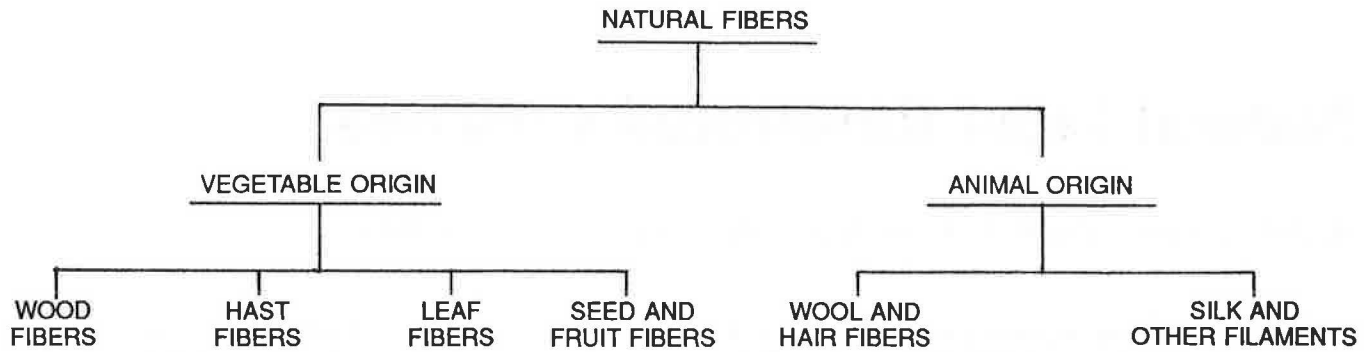 NATURAL FIBERS
VEGETABLE ORIGIN
ANIMAL ORIGIN
WOOD
FIBERS
HAST
FIBERS
LEAF
FIBERS
SEED AND
FRUIT FIBERS
WOOL AND
HAIR FIBERS
SILK AND
OTHER FILAMENTS